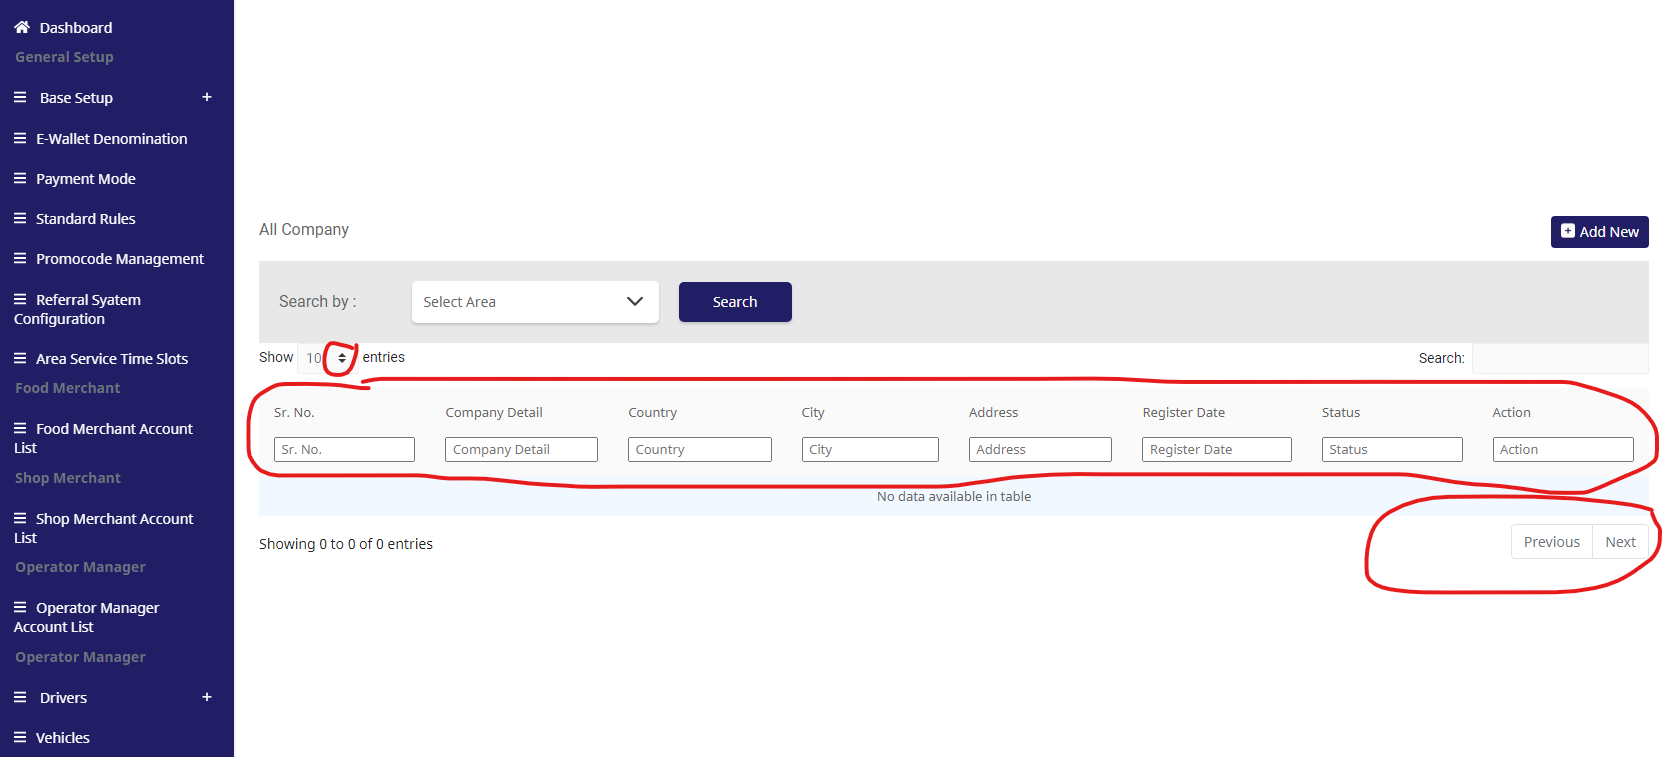 Dashboard
General Setup
Base Setup +
E-Wallet Denomination
Payment Mode
Standard Rules
Promocode Management
Referral Syatem
Configuration
Area Service Time Slots
Food Merchant
Food Merchant Account
List
Shop Merchant
Shop Merchant Account
List
Operator Manager
Operator Manager
Account List
Operator Manager
Drivers +
Vehicles
All Company
Add New
Search by :
Select Area
Search
Show 10 entries
Search:
Sr. No. Company Detail Country City Address Register Date Status Action
Sr. No. Company Detail Country City Address Register Date Status Action
No data available in table
Showing 0 to 0 of 0 entries
Previous Next